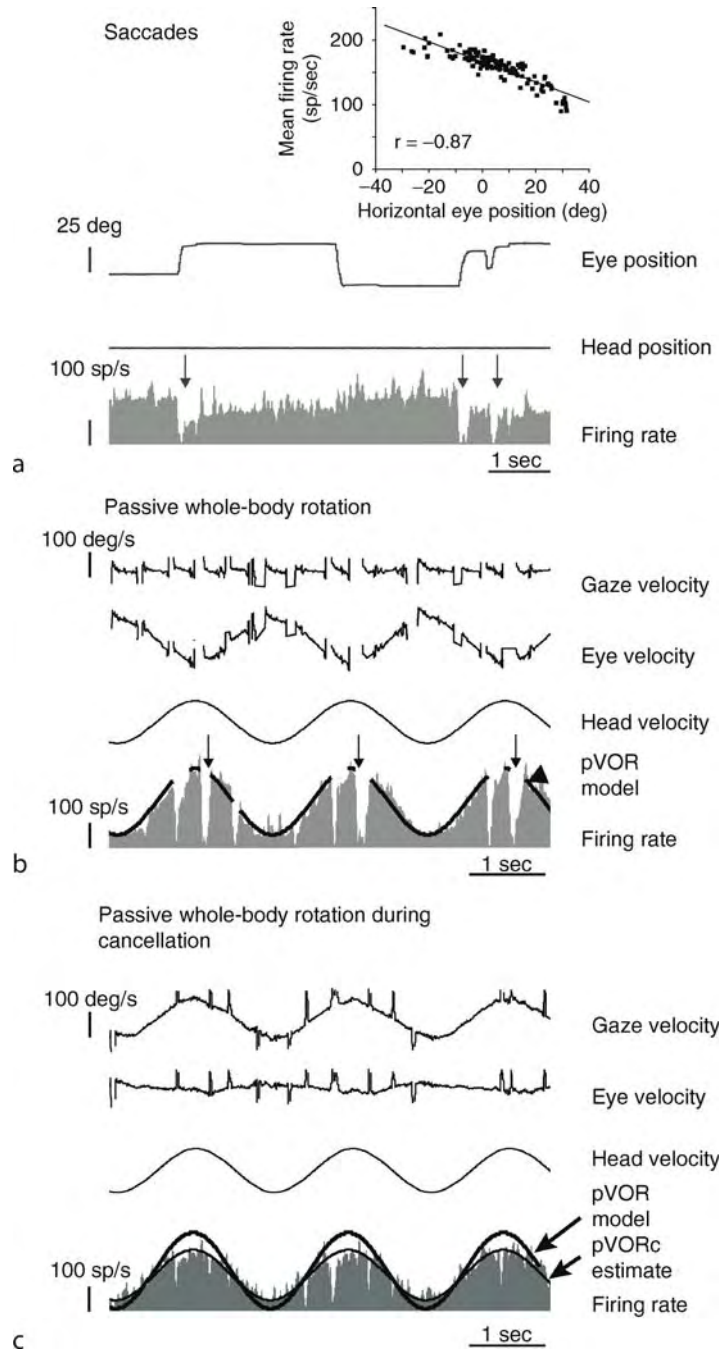 Saccades
Mean firing rate
(sp/sec)
200
100
0
r = −0.87
−40 −20 0 20 40
Horizontal eye position (deg)
25 deg
Eye position
Head position
100 sp/s
Firing rate
1 sec
a
Passive whole-body rotation
100 deg/s
Gaze velocity
Eye velocity
Head velocity
pVOR
model
100 sp/s
Firing rate
1 sec
b
Passive whole-body rotation during
cancellation
100 deg/s
Gaze velocity
Eye velocity
Head velocity
pVOR
model
pVORc
estimate
100 sp/s
Firing rate
1 sec
c